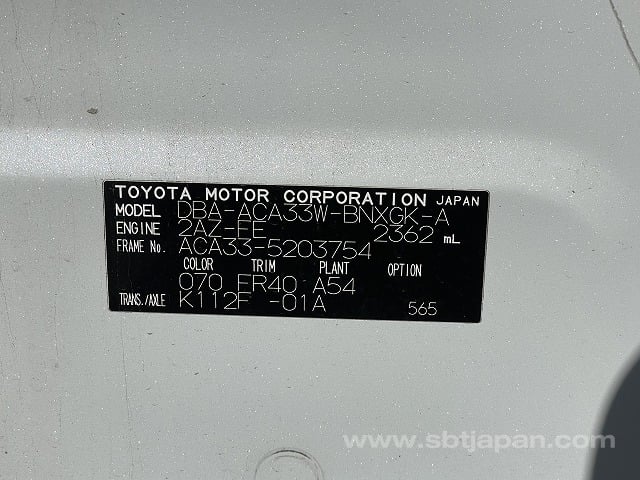 TOYOTA MOTOR CORPORATION JAPAN
MODEL DBA-ACA33W-BNXGK-A
ENGINE 2AZ-FE 2362 mL
FRAME No. ACA33-5203754
COLOR TRIM PLANT OPTION
070 FR40 A54
TRANS./AXLE K112F -01A 565
www.sbtjapan.com